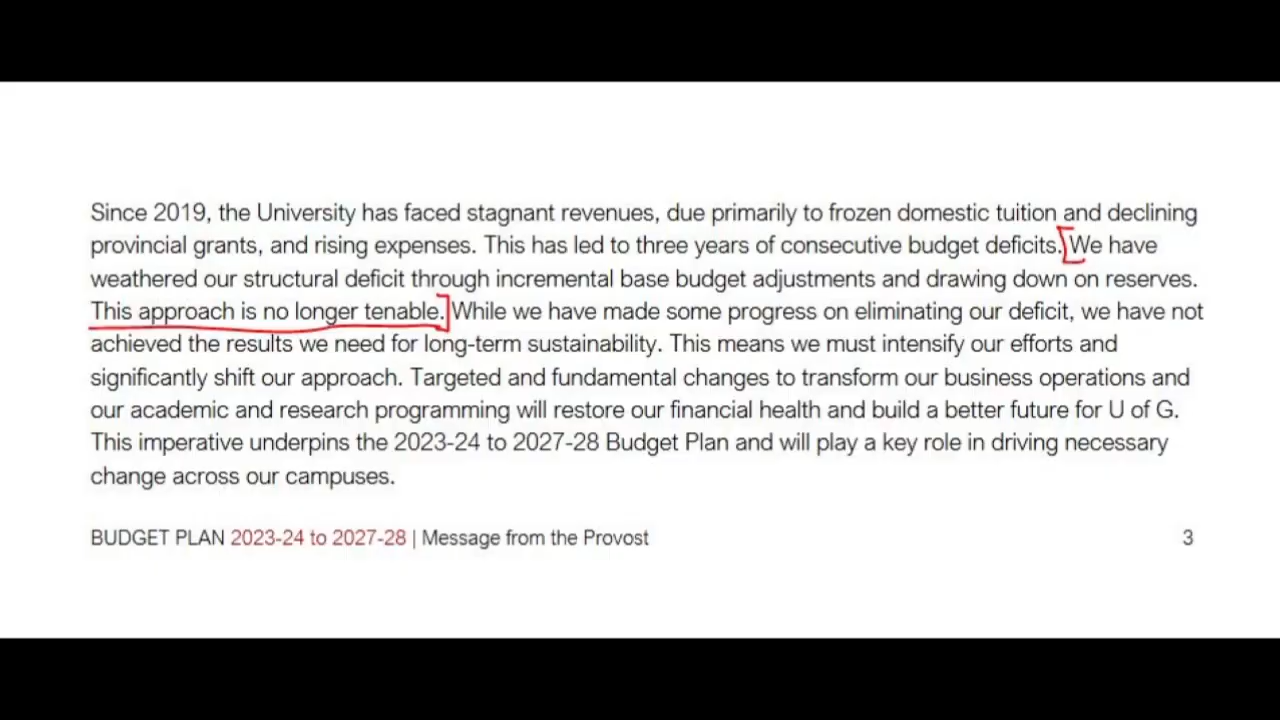 Since 2019, the University has faced stagnant revenues, due primarily to frozen domestic tuition and declining
provincial grants, and rising expenses. This has led to three years of consecutive budget deficits. We have
weathered our structural deficit through incremental base budget adjustments and drawing down on reserves.
This approach is no longer tenable. While we have made some progress on eliminating our deficit, we have not
achieved the results we need for long-term sustainability. This means we must intensify our efforts and
significantly shift our approach. Targeted and fundamental changes to transform our business operations and
our academic and research programming will restore our financial health and build a better future for U of G.
This imperative underpins the 2023-24 to 2027-28 Budget Plan and will play a key role in driving necessary
change across our campuses.
BUDGET PLAN 2023-24 to 2027-28 | Message from the Provost 3